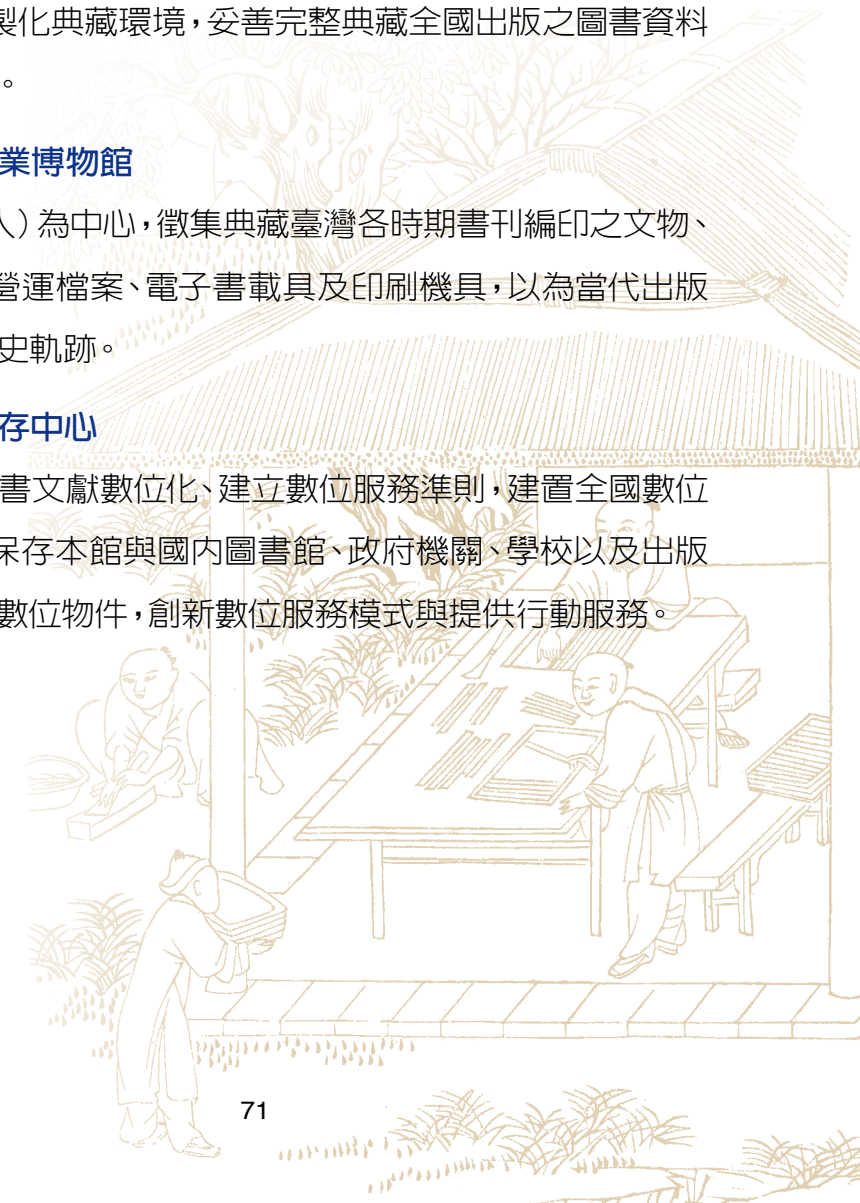 製化典藏環境，妥善完整典藏全國出版之圖書資料
。
業博物館
人）為中心，徵集典藏臺灣各時期書刊編印之文物、
營運檔案、電子書載具及印刷機具，以為當代出版
史軌跡。
存中心
書文獻數位化、建立數位服務準則，建置全國數位
保存本館與國內圖書館、政府機關、學校以及出版
數位物件，創新數位服務模式與提供行動服務。
71